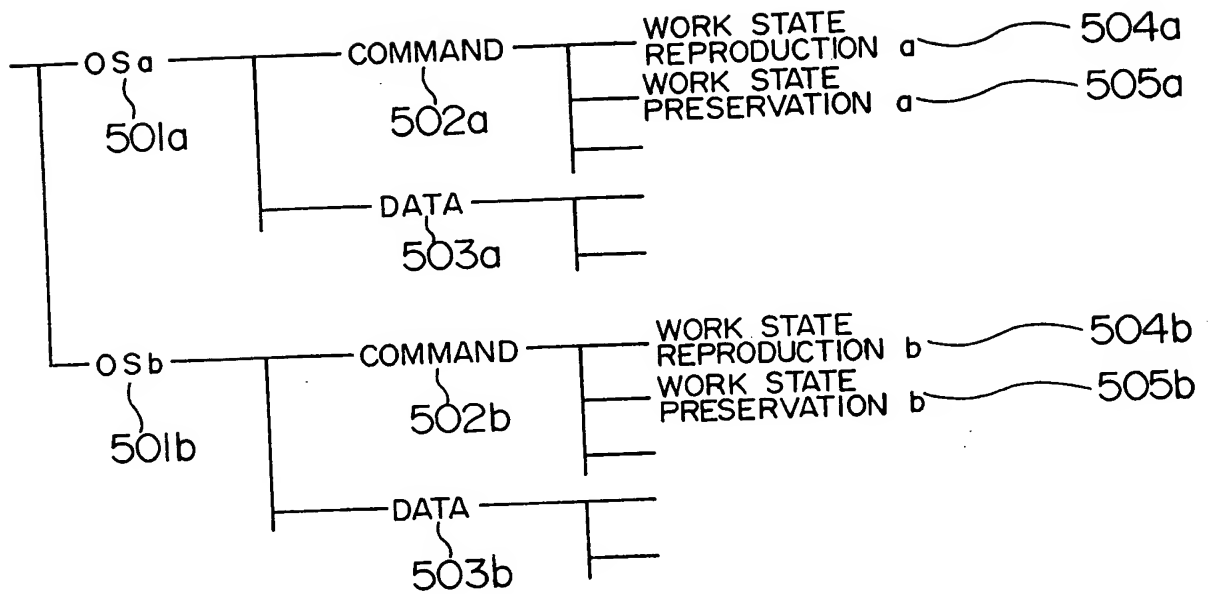 WORK STATE
REPRODUCTION a
504a
OSa
COMMAND
WORK STATE
PRESERVATION a
505a
501a
502a
DATA
503a
WORK STATE
REPRODUCTION b
504b
OSb
COMMAND
WORK STATE
PRESERVATION b
505b
501b
502b
DATA
503b